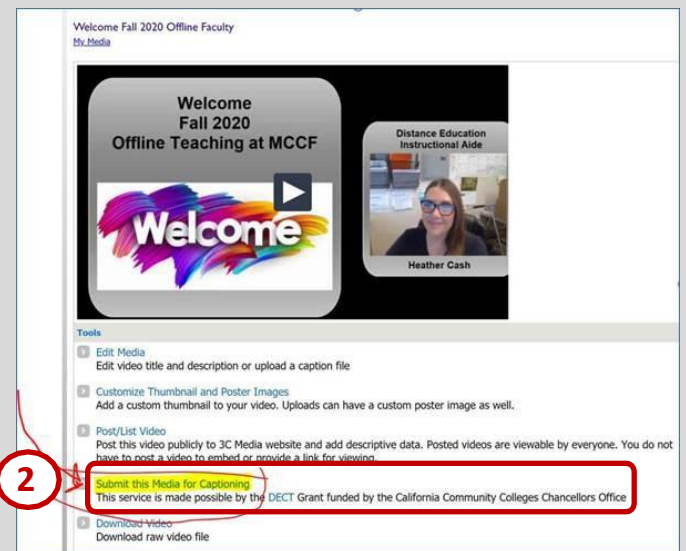 Welcome Fall 2020 Offline Faculty
My Media
Welcome
Fall 2020
Offline Teaching at MCCF
Welcome
Distance Education
Instructional Aide
Heather Cash
Tools
Edit Media
Edit video title and description or upload a caption file
Customize Thumbnail and Poster Images
Add a custom thumbnail to your video. Uploads can have a custom poster image as well.
Post/List Video
Post this video publicly to 3C Media website and add descriptive data. Posted videos are viewable by everyone. You do not
have to post a video to embed or provide a link for viewing.
2
Submit this Media for Captioning
This service is made possible by the DECT Grant funded by the California Community Colleges Chancellors Office
Download Video
Download raw video file